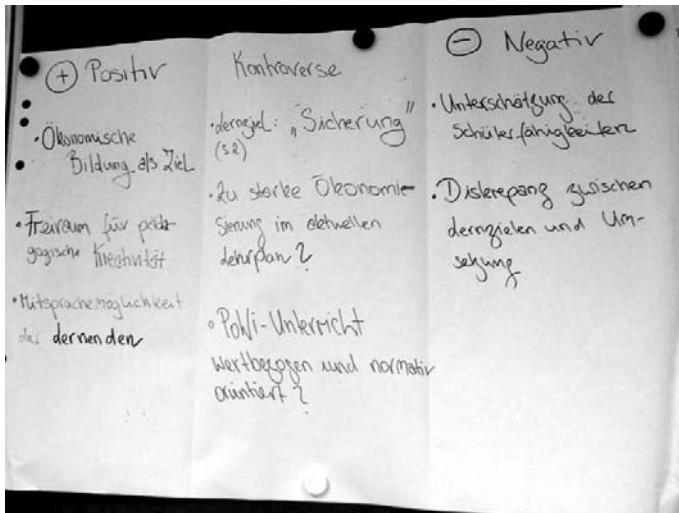 ⊕ Positiv
• Ökonomische
Bildung als Ziel
• Freiraum für päda-
gogische Kreativität
• Mitsprachemöglichkeit
der Lernenden
Kontroverse
• Lernziel: „Sicherung"
(S2)
• Zu starke Ökonomie-
sierung im aktuellen
Lehrplan?
• PoWi-Unterricht
wertbezogen und normativ
orientiert?
⊖ Negativ
• Unterschätzung der
Schülerfähigkeiten
• Diskrepanz zwischen
Lernzielen und Um-
setzung